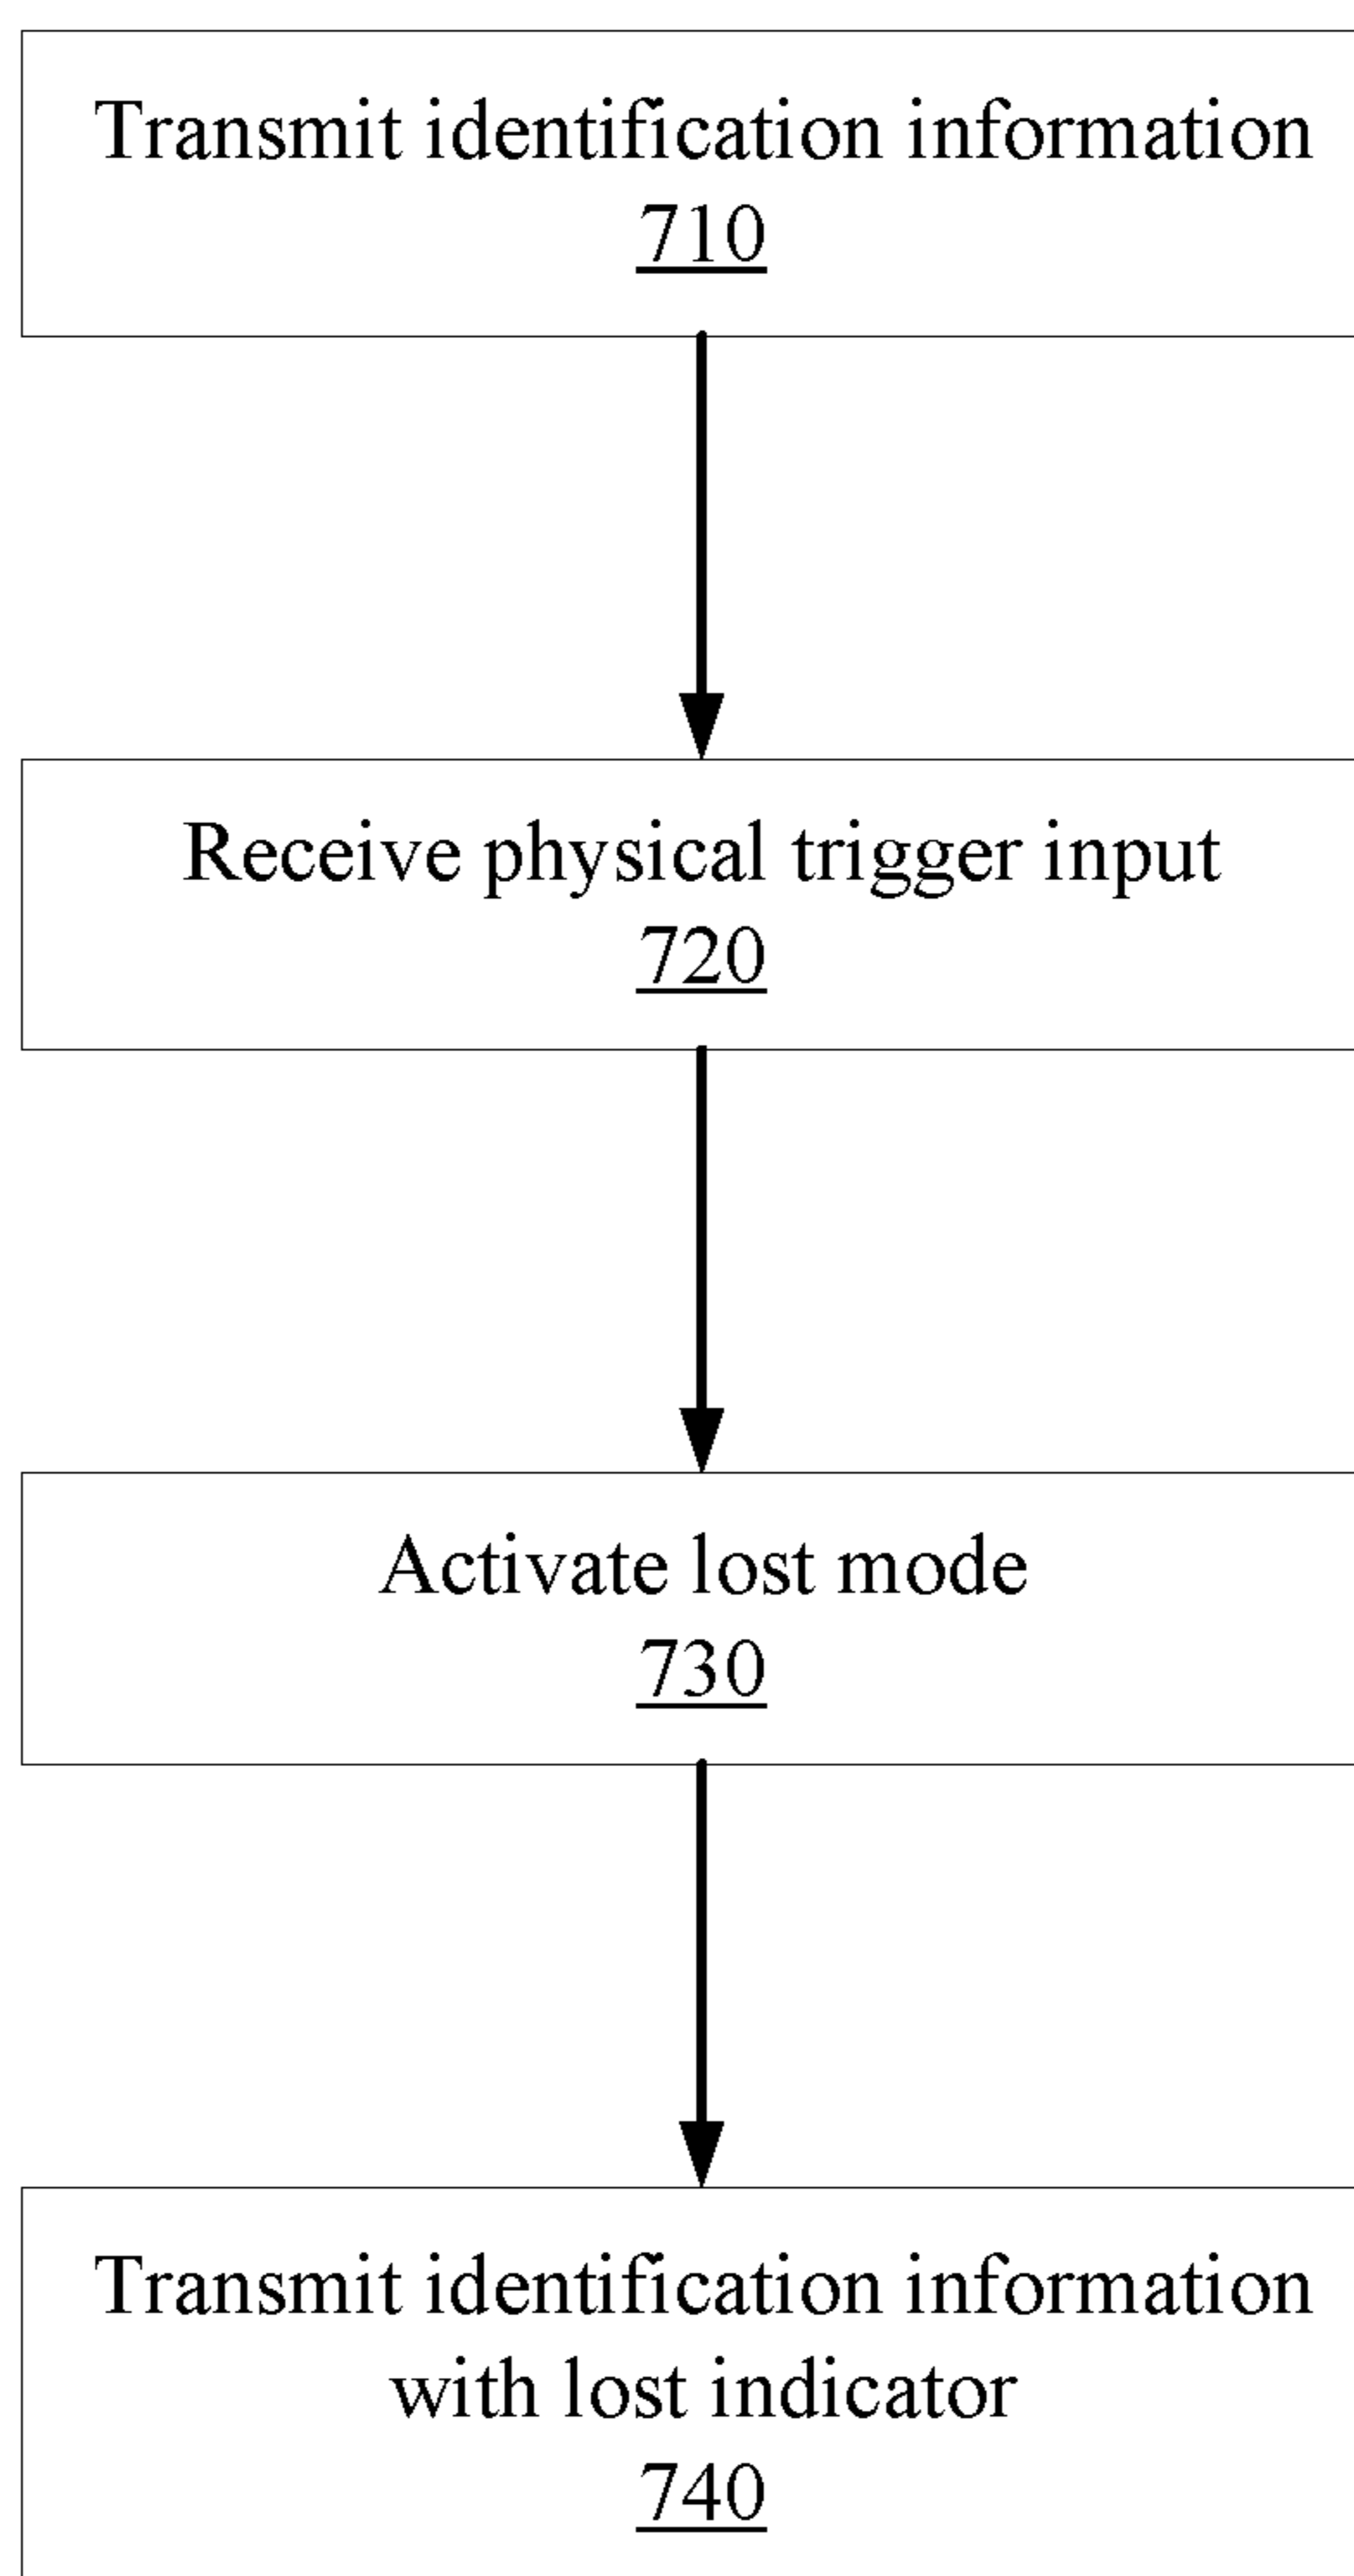 Transmit identification information
710
Receive physical trigger input
720
Activate lost mode
730
Transmit identification information
with lost indicator
740